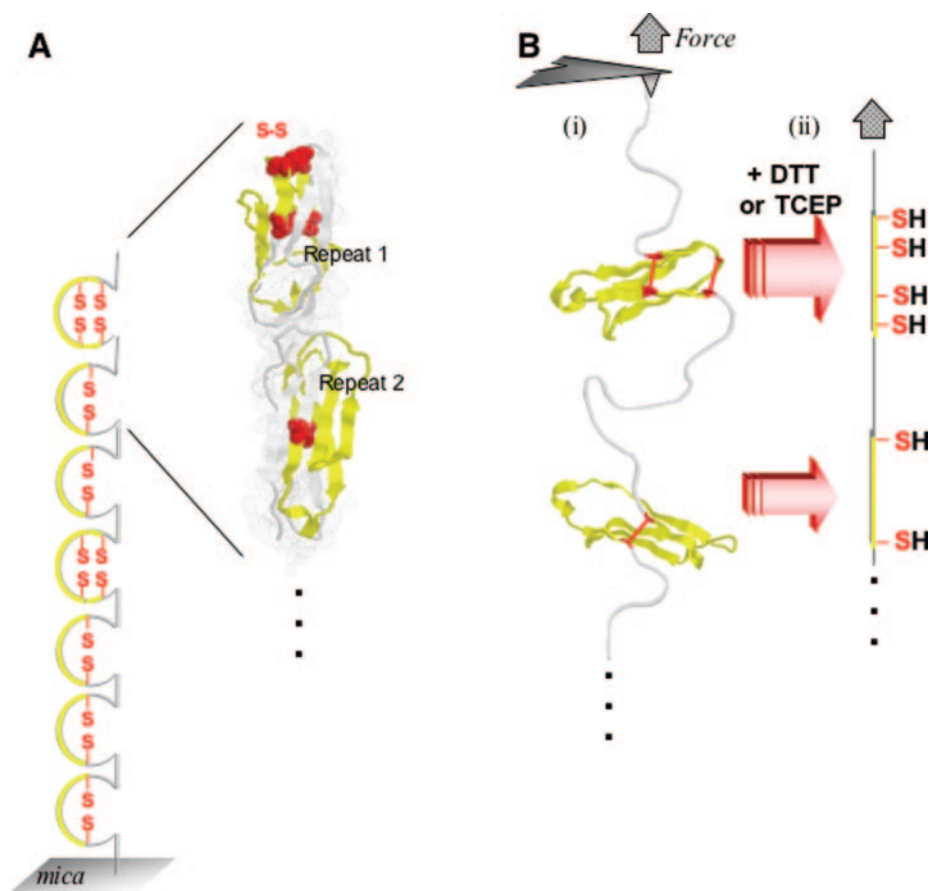 A
S-S
Repeat 1
Repeat 2
S S
S S
S
S
S
S
S S
S S
S
S
S
S
S
S
mica
B
Force
(i)
(ii)
+ DTT
or TCEP
SH
SH
SH
SH
SH
SH